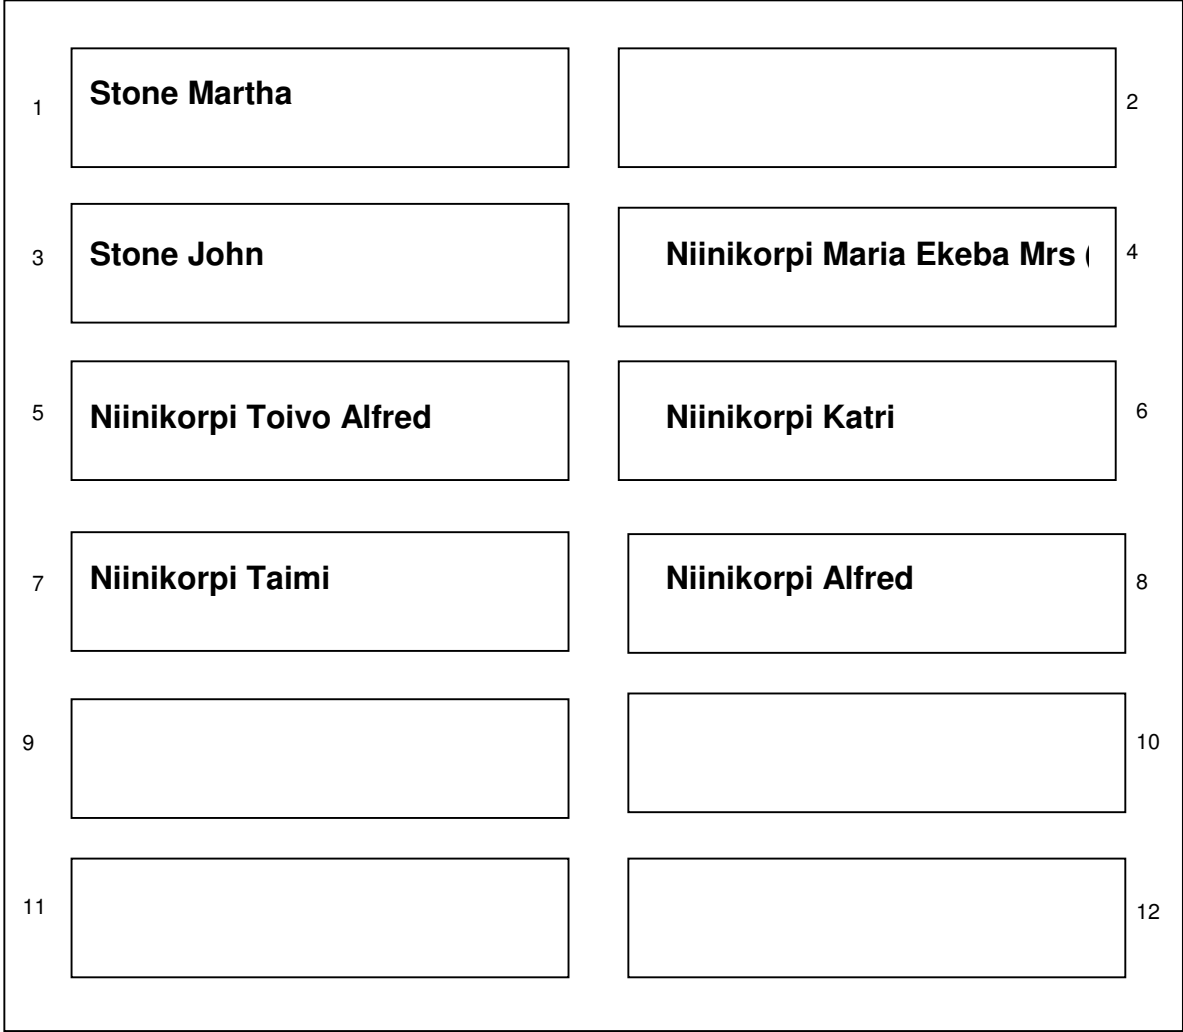 1 Stone Martha 2
3 Stone John Niinikorpi Maria Ekeba Mrs ( 4
5 Niinikorpi Toivo Alfred Niinikorpi Katri 6
7 Niinikorpi Taimi Niinikorpi Alfred 8
9 10
11 12